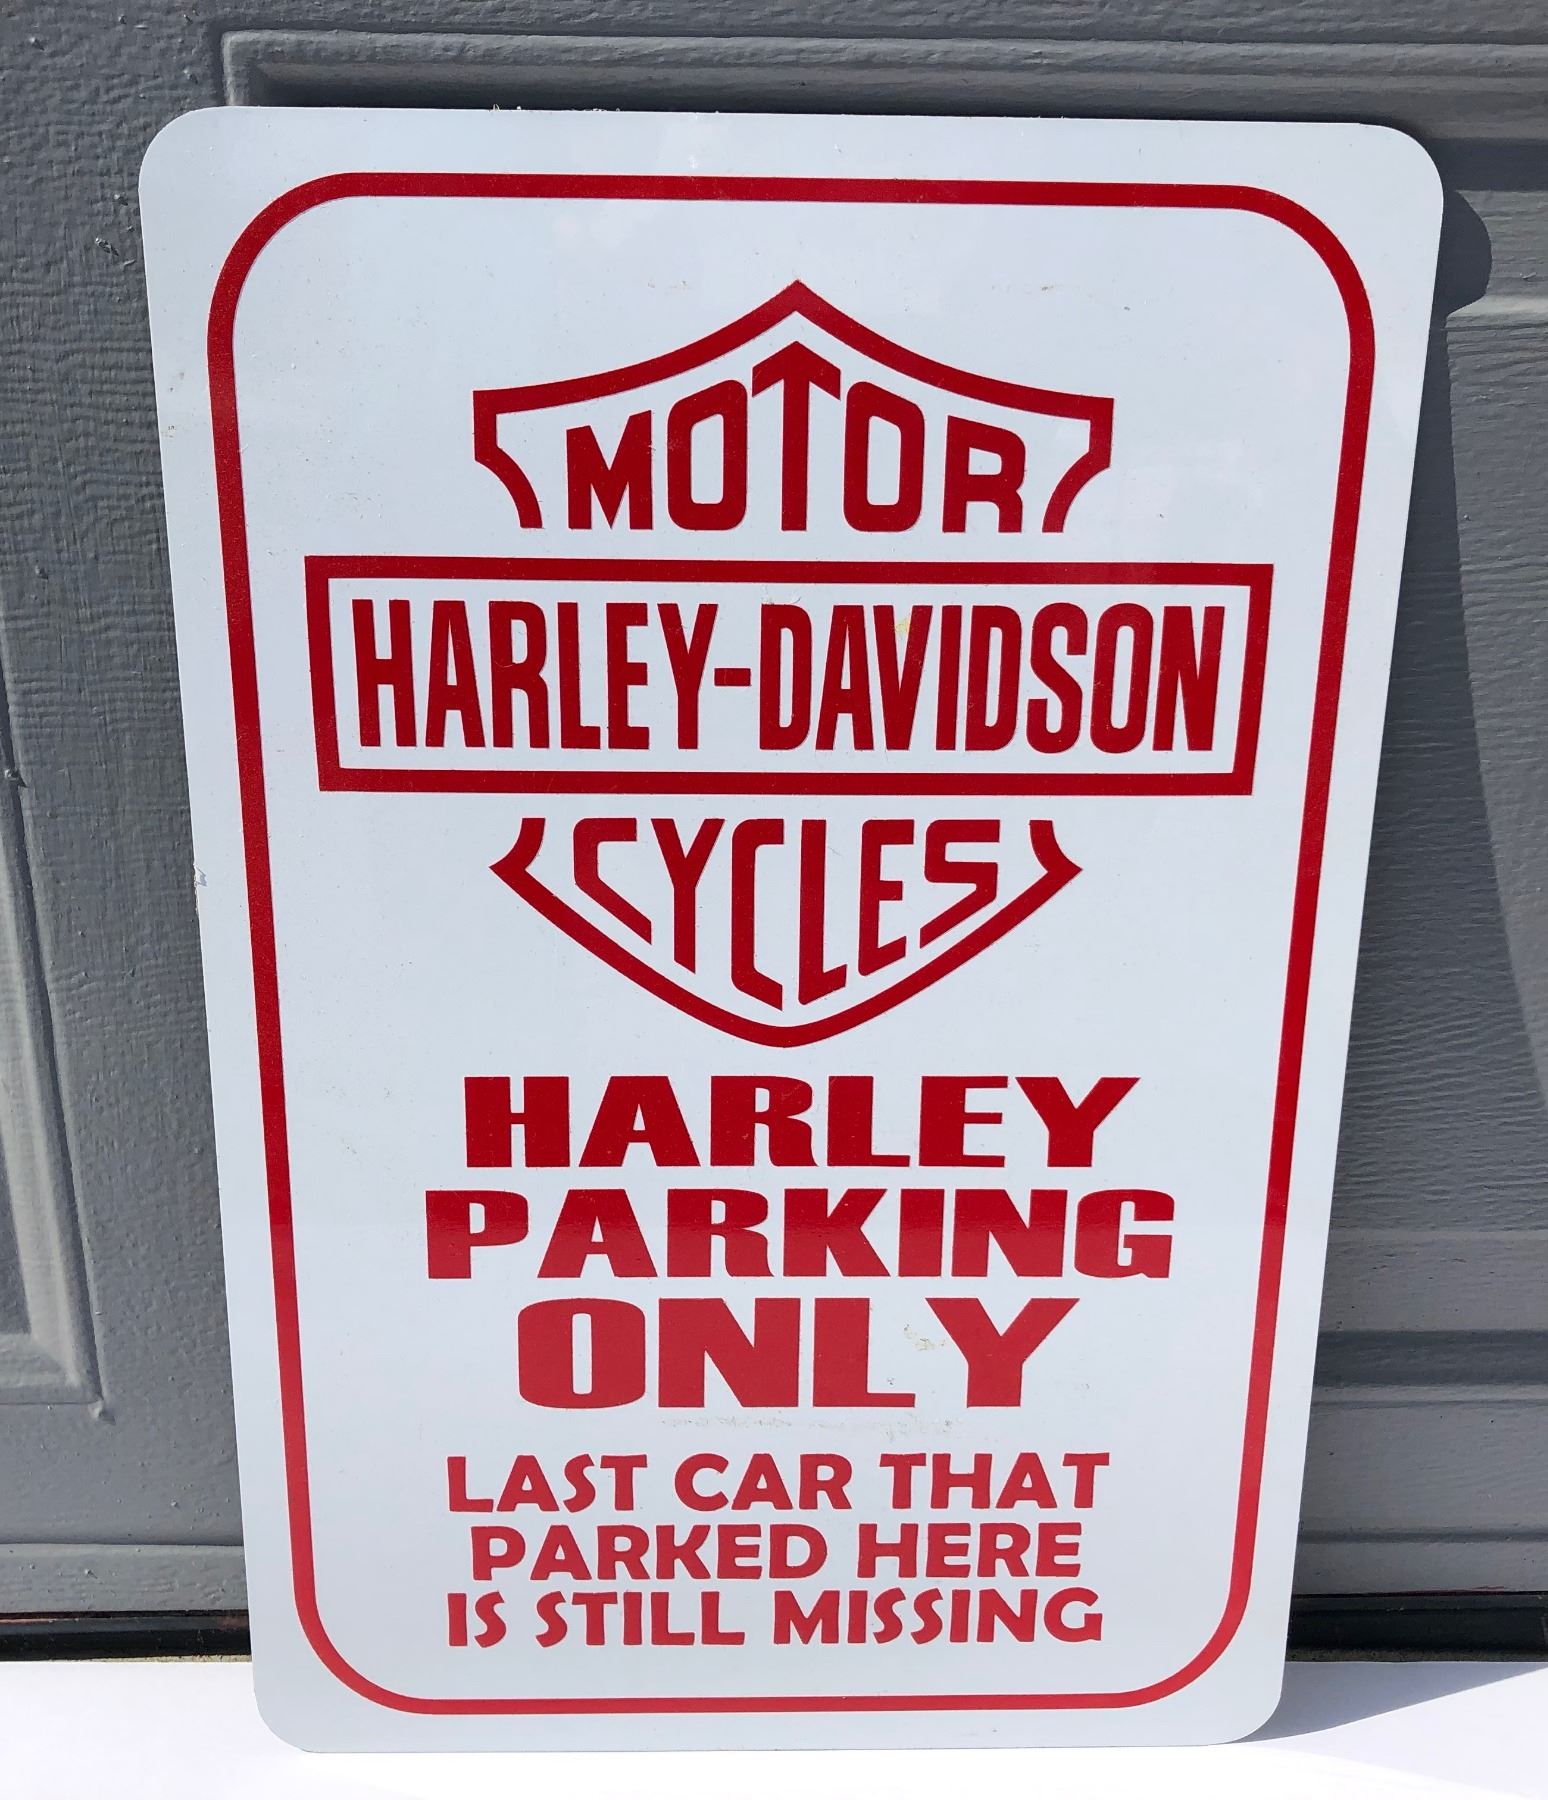 MOTOR
HARLEY-DAVIDSON
CYCLES
HARLEY
PARKING
ONLY
LAST CAR THAT
PARKED HERE
IS STILL MISSING